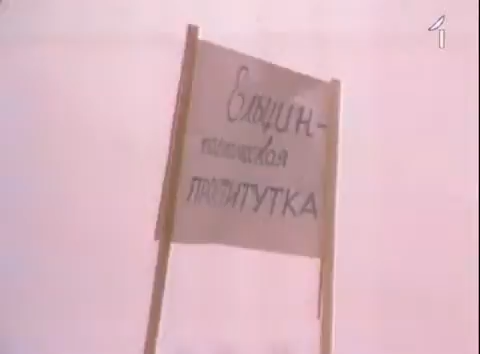 Ельцин-
политическая
ПРОСТИТУТКА
1